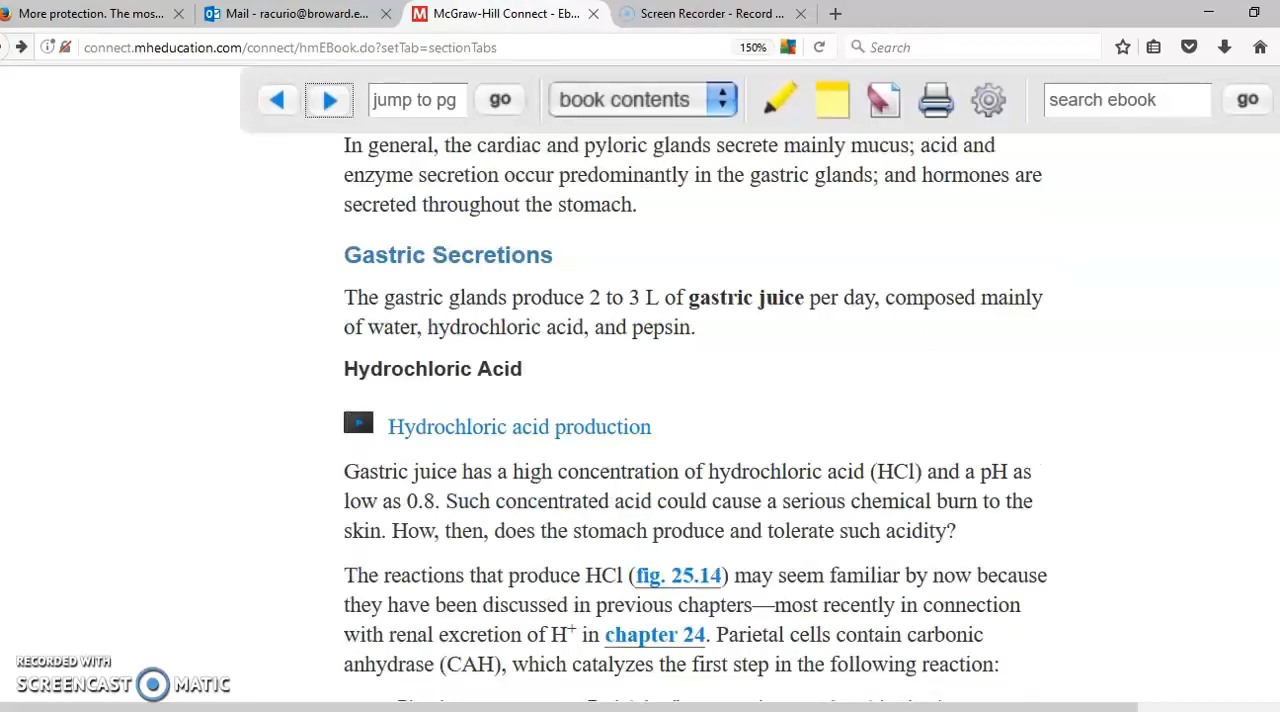 More protection. The mos...
Mail - racurio@broward.e...
McGraw-Hill Connect - Eb...
Screen Recorder - Record ...
connect.mheducation.com/connect/hmEBook.do?setTab=sectionTabs
150%
Search
jump to pg
go
book contents
search ebook
go
In general, the cardiac and pyloric glands secrete mainly mucus; acid and
enzyme secretion occur predominantly in the gastric glands; and hormones are
secreted throughout the stomach.
Gastric Secretions
The gastric glands produce 2 to 3 L of gastric juice per day, composed mainly
of water, hydrochloric acid, and pepsin.
Hydrochloric Acid
Hydrochloric acid production
Gastric juice has a high concentration of hydrochloric acid (HCl) and a pH as
low as 0.8. Such concentrated acid could cause a serious chemical burn to the
skin. How, then, does the stomach produce and tolerate such acidity?
The reactions that produce HCl (fig. 25.14) may seem familiar by now because
they have been discussed in previous chapters—most recently in connection
with renal excretion of H⁺ in chapter 24. Parietal cells contain carbonic
anhydrase (CAH), which catalyzes the first step in the following reaction:
RECORDED WITH
SCREENCAST MATIC